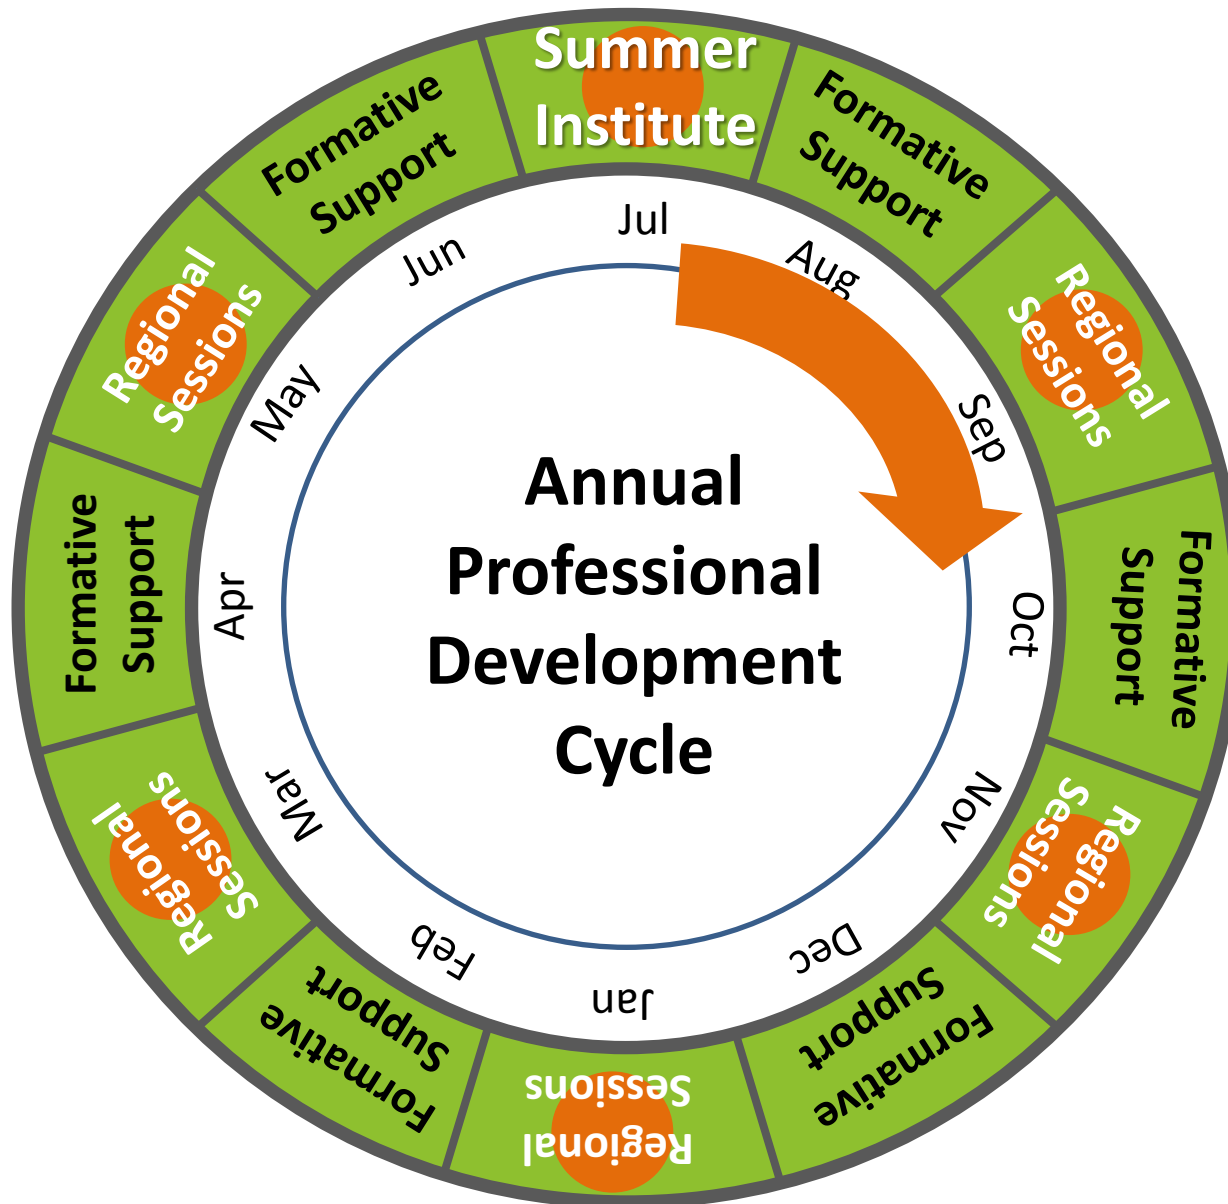 Summer
Institute
Formative
Support
Regional
Sessions
Formative
Support
Regional
Sessions
Formative
Support
Regional
Sessions
Formative
Support
Regional
Sessions
Formative
Support
Regional
Sessions
Formative
Support
Jul
Aug
Sep
Oct
Nov
Dec
Jan
Feb
Mar
Apr
May
Jun
Annual
Professional
Development
Cycle